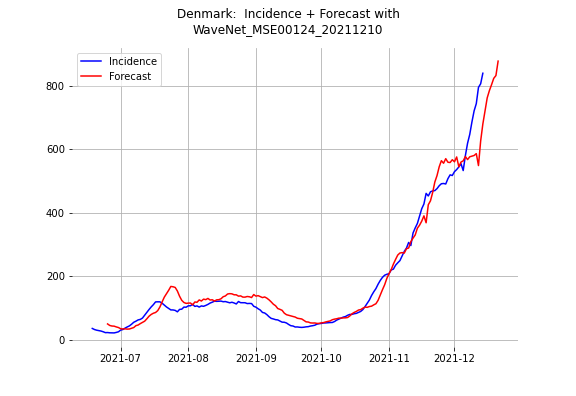 Denmark:  Incidence + Forecast with
WaveNet_MSE00124_20211210
Incidence
Forecast
800
600
400
200
0
2021-07
2021-08
2021-09
2021-10
2021-11
2021-12